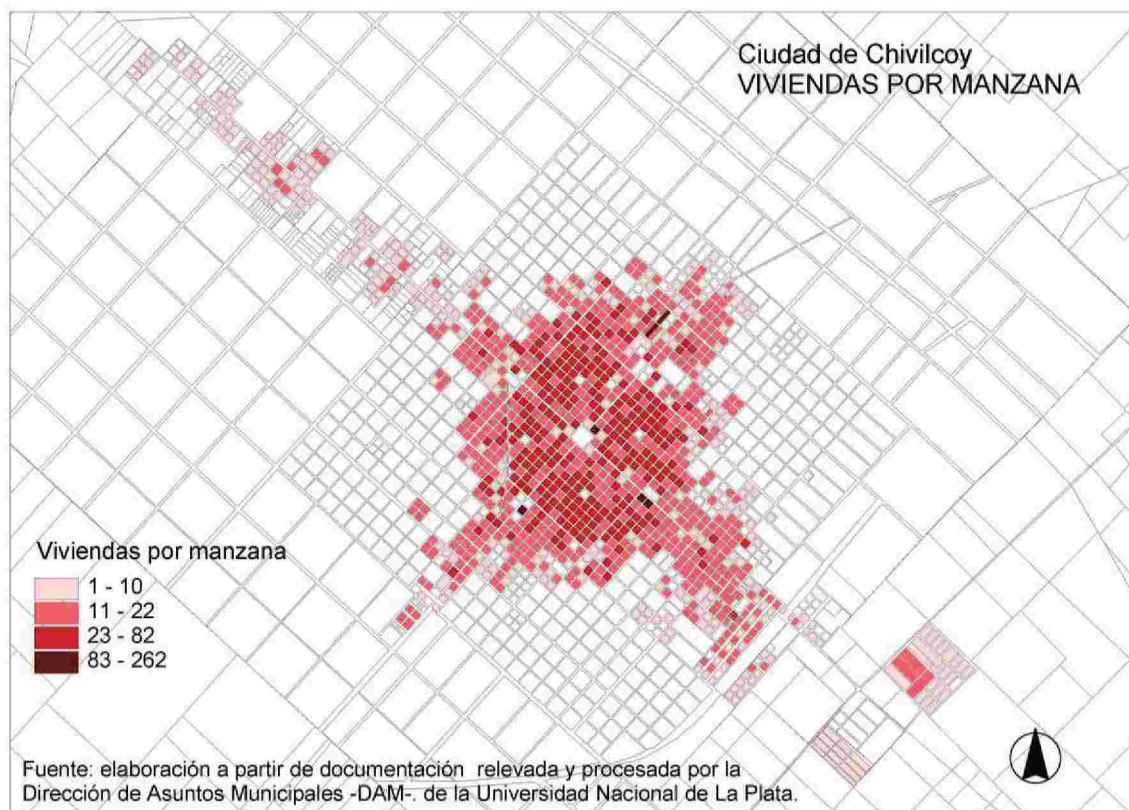 Ciudad de Chivilcoy
VIVIENDAS POR MANZANA
Viviendas por manzana
1 - 10
11 - 22
23 - 82
83 - 262
Fuente: elaboración a partir de documentación relevada y procesada por la
Dirección de Asuntos Municipales -DAM-. de la Universidad Nacional de La Plata.